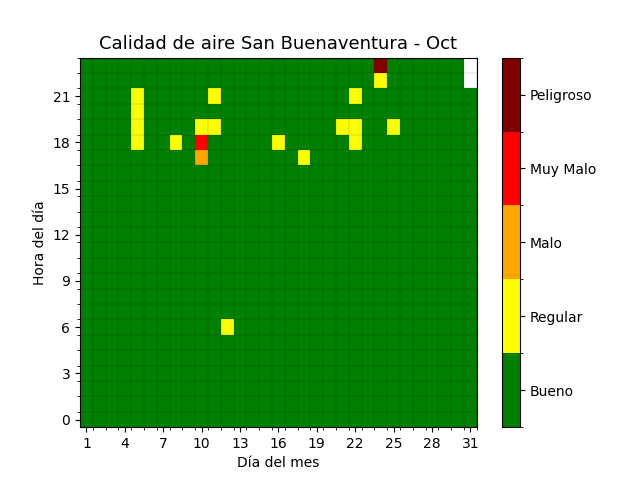 Calidad de aire San Buenaventura - Oct
Hora del día
21
18
15
12
9
6
3
0
1 4 7 10 13 16 19 22 25 28 31
Día del mes
Peligroso
Muy Malo
Malo
Regular
Bueno